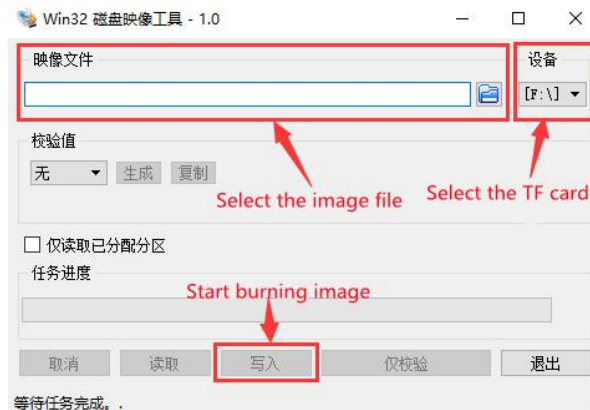 Win32 磁盘映像工具 - 1.0
映像文件
设备
[F:\]
校验值
无
生成
复制
Select the image file
Select the TF card
仅读取已分配分区
任务进度
Start burning image
取消
读取
写入
仅校验
退出
等待任务完成。.